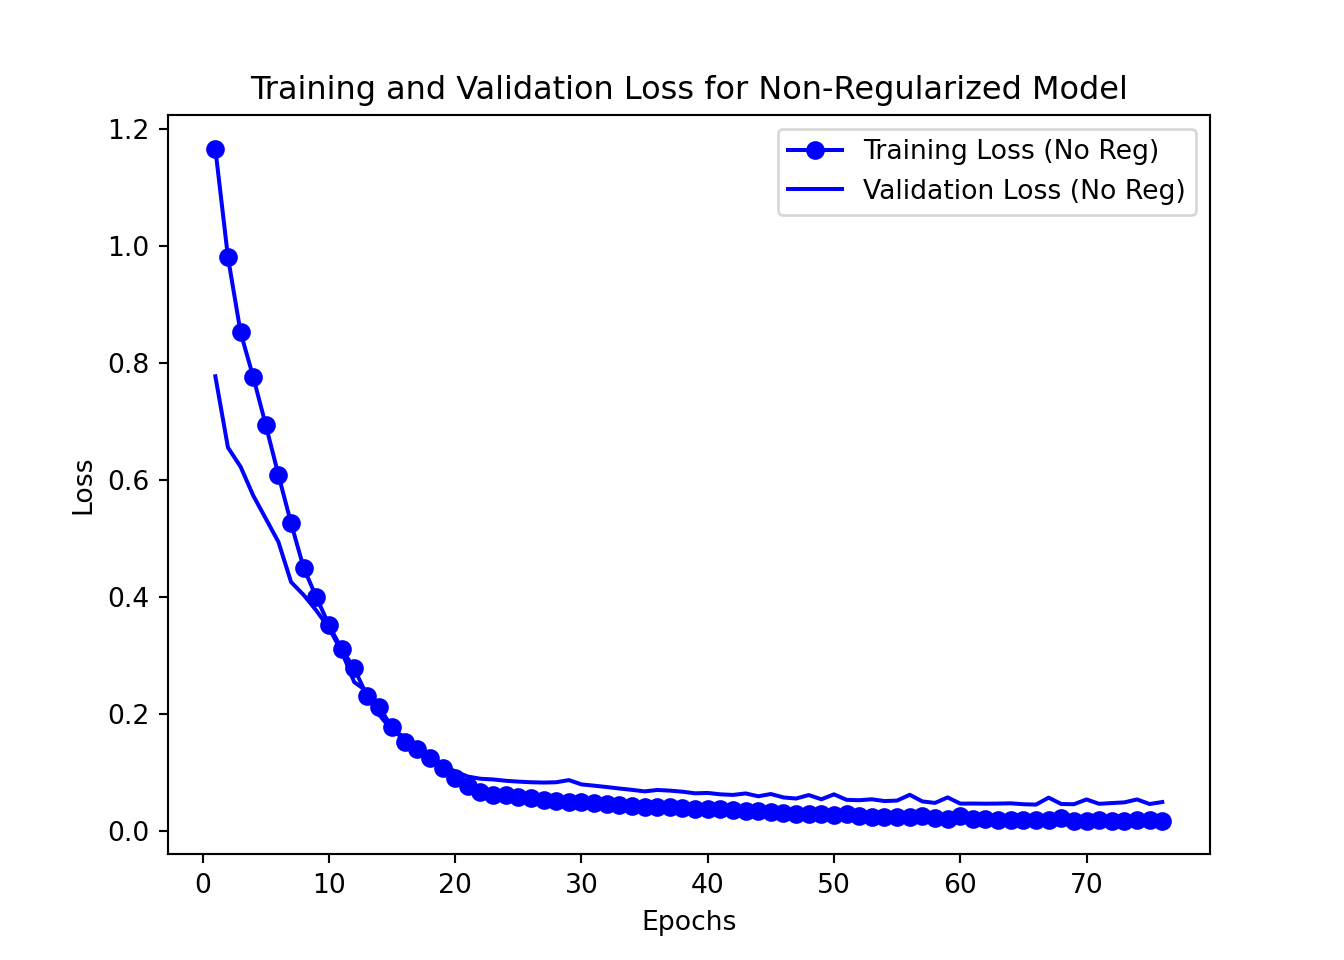 Training and Validation Loss for Non-Regularized Model
Training Loss (No Reg)
Validation Loss (No Reg)
Loss
1.2
1.0
0.8
0.6
0.4
0.2
0.0
0 10 20 30 40 50 60 70
Epochs